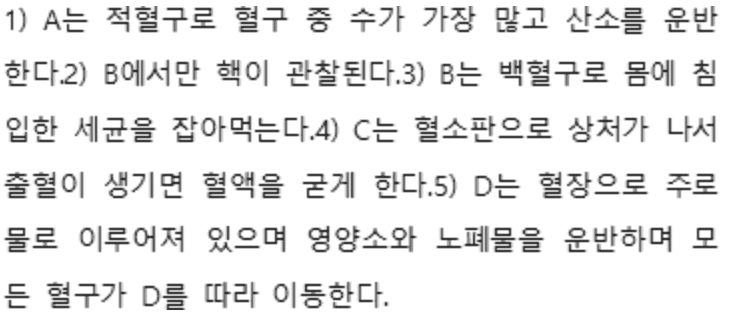 1) A는 적혈구로 혈구 중 수가 가장 많고 산소를 운반
한다.2) B에서만 핵이 관찰된다.3) B는 백혈구로 몸에 침
입한 세균을 잡아먹는다.4) C는 혈소판으로 상처가 나서
출혈이 생기면 혈액을 굳게 한다.5) D는 혈장으로 주로
물로 이루어져 있으며 영양소와 노폐물을 운반하며 모
든 혈구가 D를 따라 이동한다.